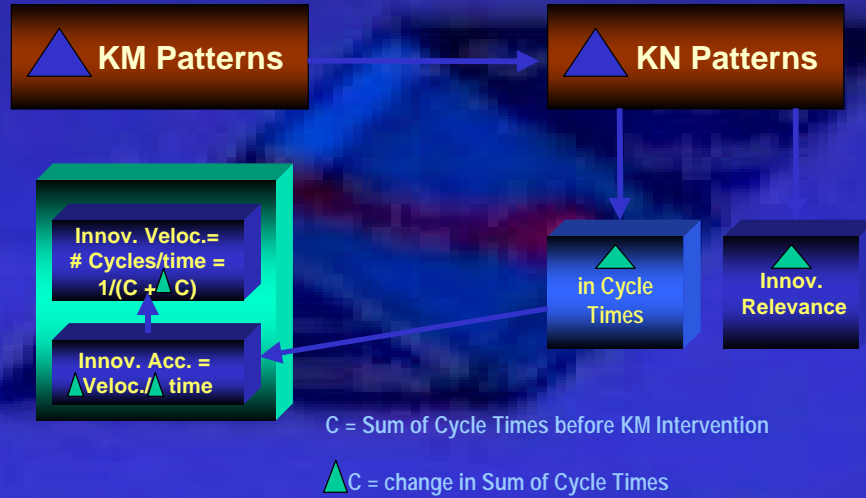 KM Patterns
KN Patterns
Innov. Veloc.=
# Cycles/time =
1/(C + C)
in Cycle
Times
Innov.
Relevance
Innov. Acc. =
Veloc./ time
C = Sum of Cycle Times before KM Intervention
C = change in Sum of Cycle Times